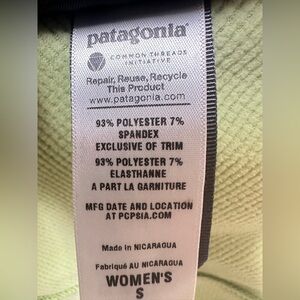 patagonia®
COMMON THREADS
INITIATIVE
Repair, Reuse, Recycle
This Product
www.patagonia.com
93% POLYESTER 7%
SPANDEX
EXCLUSIVE OF TRIM
93% POLYESTER 7%
ELASTHANNE
A PART LA GARNITURE
MFG DATE AND LOCATION
AT PCPSIA.COM
Made in NICARAGUA
Fabriqué AU NICARAGUA
WOMEN'S
S